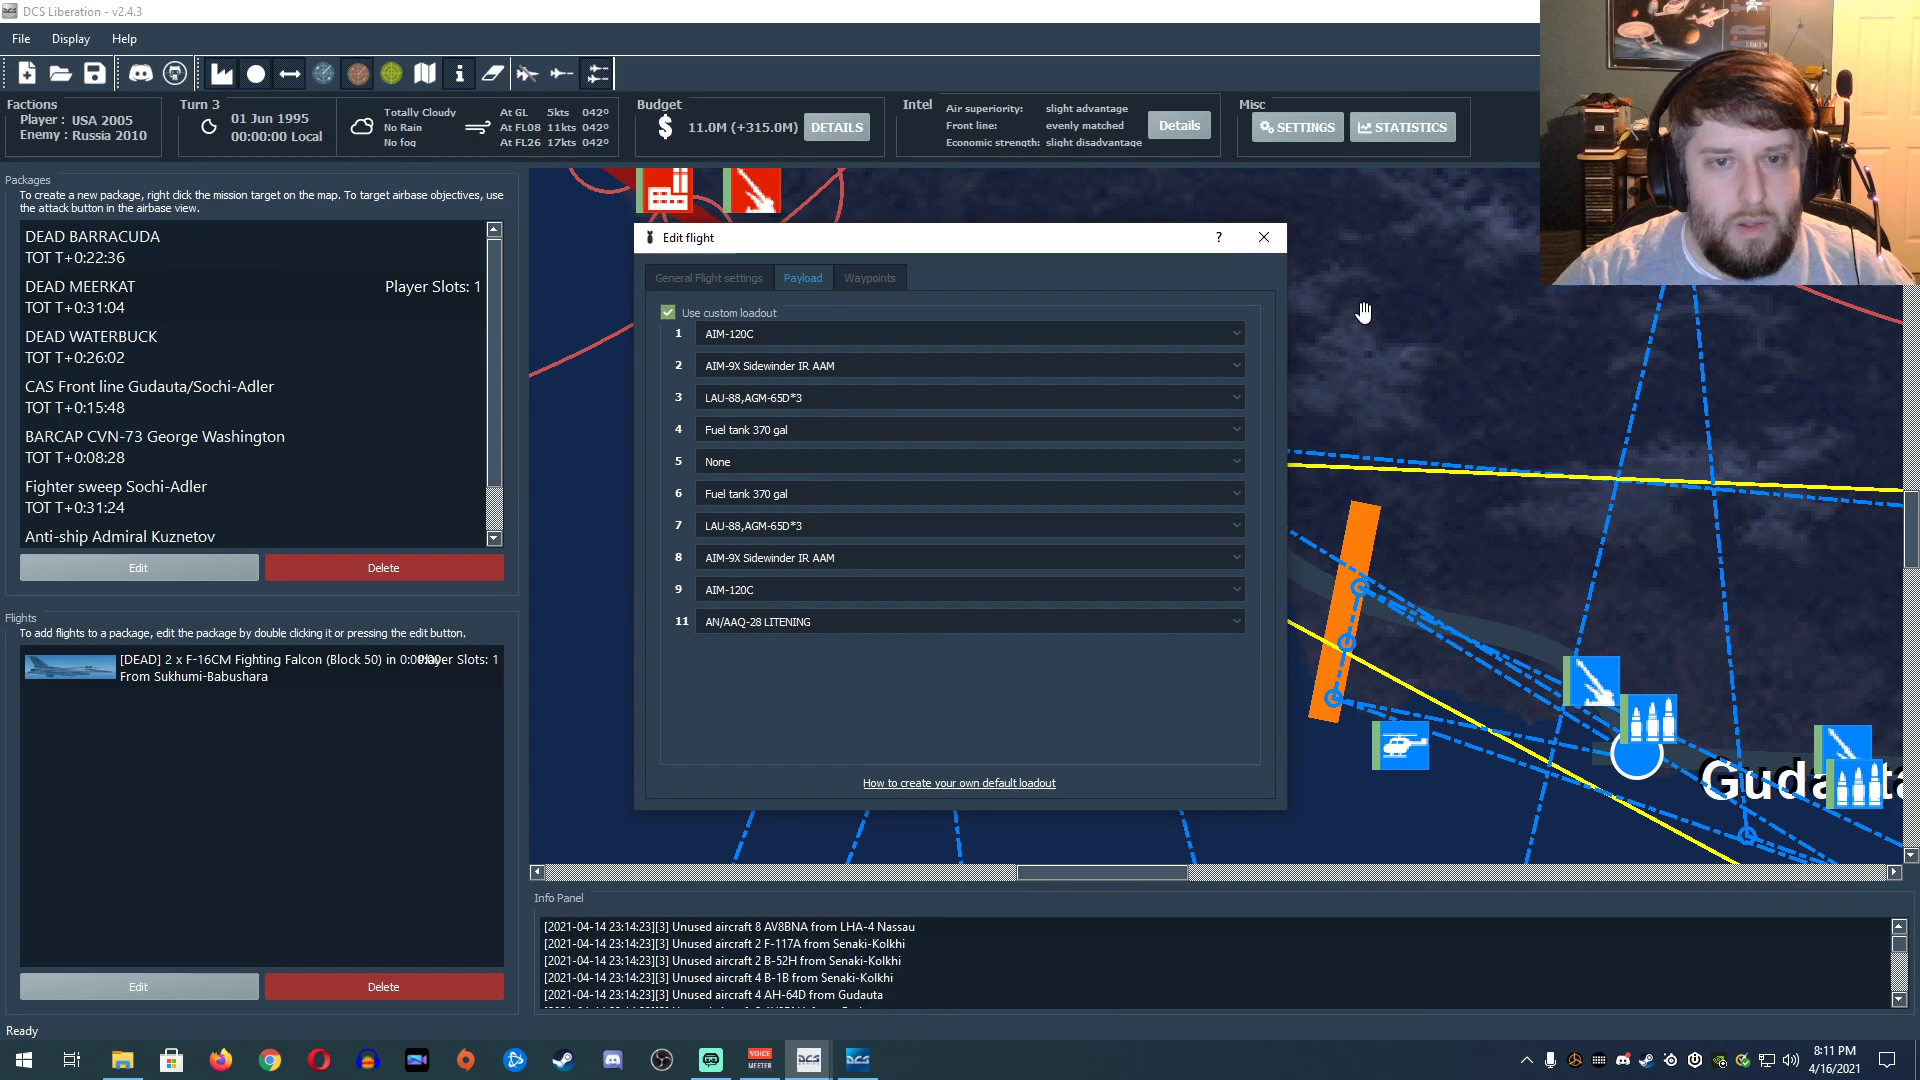 DCS Liberation - v2.4.3
File Display Help
Factions
Player : USA 2005
Enemy : Russia 2010
Turn 3
01 Jun 1995
00:00:00 Local
Totally Cloudy
No Rain
No fog
At GL 5kts 042º
At FL08 11kts 042º
At FL26 17kts 042º
Budget
$ 11.0M (+315.0M) DETAILS
Intel
Air superiority: slight advantage
Front line: evenly matched
Economic strength: slight disadvantage
Details
Misc
SETTINGS STATISTICS
Packages
To create a new package, right click the mission target on the map. To target airbase objectives, use
the attack button in the airbase view.
DEAD BARRACUDA
TOT T+0:22:36
DEAD MEERKAT Player Slots: 1
TOT T+0:31:04
DEAD WATERBUCK
TOT T+0:26:02
CAS Front line Gudauta/Sochi-Adler
TOT T+0:15:48
BARCAP CVN-73 George Washington
TOT T+0:08:28
Fighter sweep Sochi-Adler
TOT T+0:31:24
Anti-ship Admiral Kuznetov
Edit Delete
Flights
To add flights to a package, edit the package by double clicking it or pressing the edit button.
[DEAD] 2 x F-16CM Fighting Falcon (Block 50) in 0:00:00 Player Slots: 1
From Sukhumi-Babushara
Edit Delete
Edit flight ?
General Flight settings Payload Waypoints
Use custom loadout
1 AIM-120C
2 AIM-9X Sidewinder IR AAM
3 LAU-88,AGM-65D*3
4 Fuel tank 370 gal
5 None
6 Fuel tank 370 gal
7 LAU-88,AGM-65D*3
8 AIM-9X Sidewinder IR AAM
9 AIM-120C
11 AN/AAQ-28 LITENING
How to create your own default loadout
Gudauta
Info Panel
[2021-04-14 23:14:23][3] Unused aircraft 8 AV8BNA from LHA-4 Nassau
[2021-04-14 23:14:23][3] Unused aircraft 2 F-117A from Senaki-Kolkhi
[2021-04-14 23:14:23][3] Unused aircraft 2 B-52H from Senaki-Kolkhi
[2021-04-14 23:14:23][3] Unused aircraft 4 B-1B from Senaki-Kolkhi
[2021-04-14 23:14:23][3] Unused aircraft 4 AH-64D from Gudauta
Ready
VOICE
MEETER
DCS
DCS
8:11 PM
4/16/2021